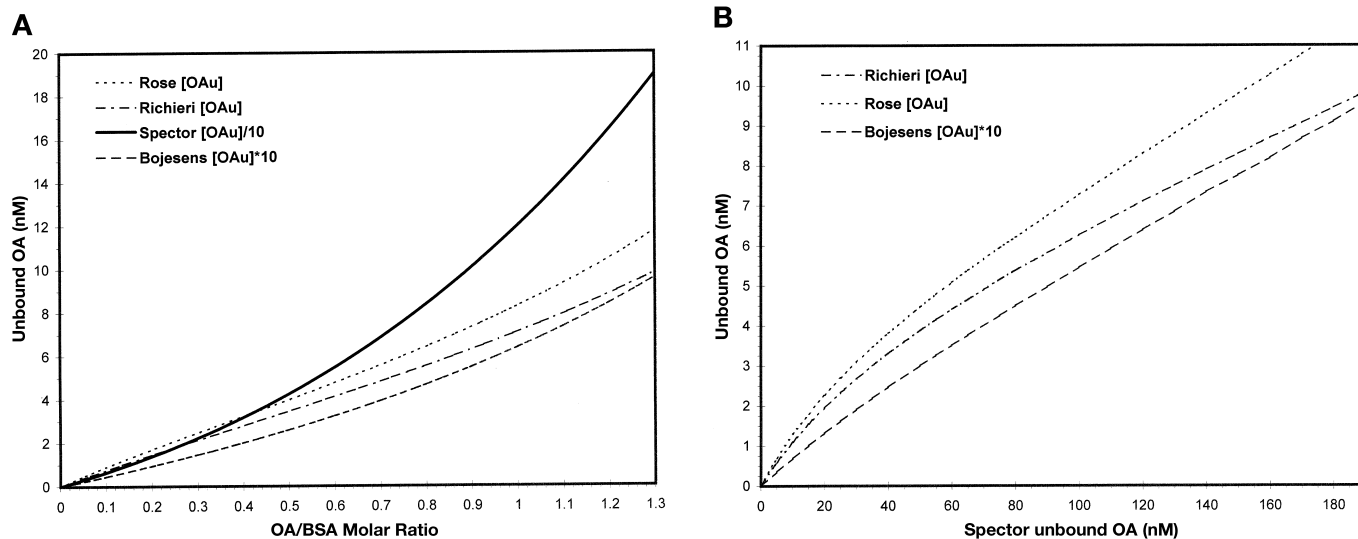 A
20
18
16
14
12
10
8
6
4
2
0
Unbound OA (nM)
Rose [OAu]
Richieri [OAu]
Spector [OAu]/10
Bojesens [OAu]*10
0 0.1 0.2 0.3 0.4 0.5 0.6 0.7 0.8 0.9 1 1.1 1.2 1.3
OA/BSA Molar Ratio
B
11
10
9
8
7
6
5
4
3
2
1
0
Unbound OA (nM)
Richieri [OAu]
Rose [OAu]
Bojesens [OAu]*10
0 20 40 60 80 100 120 140 160 180
Spector unbound OA (nM)